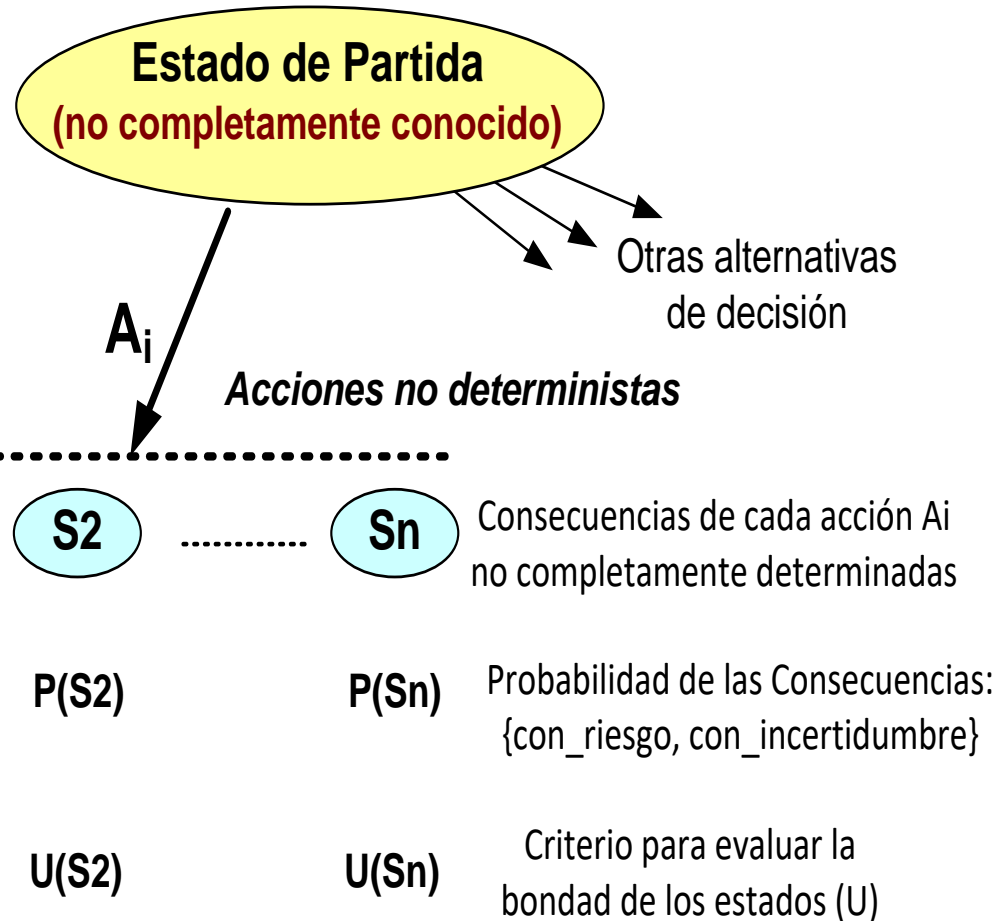 Estado de Partida
(no completamente conocido)
Otras alternativas
de decisión
Ai
Acciones no deterministas
S2 ............ Sn
Consecuencias de cada acción Ai
no completamente determinadas
P(S2) P(Sn)
Probabilidad de las Consecuencias:
{con_riesgo, con_incertidumbre}
U(S2) U(Sn)
Criterio para evaluar la
bondad de los estados (U)